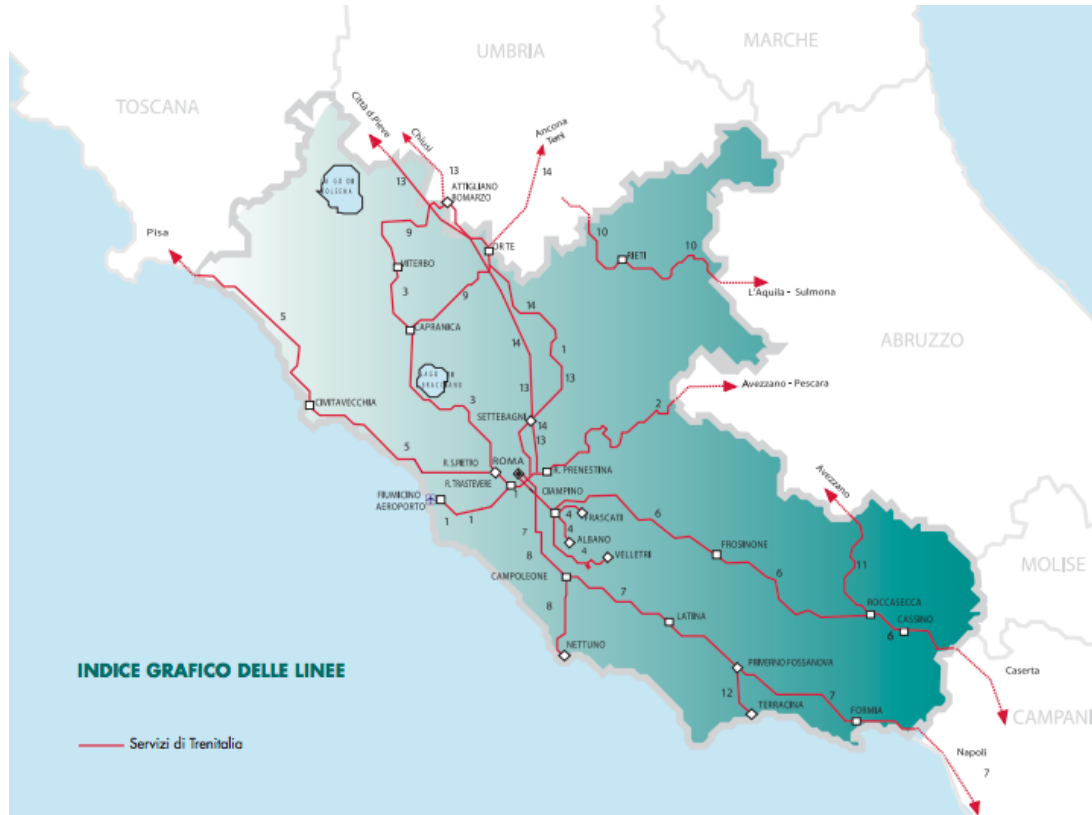 MARCHE
UMBRIA
TOSCANA
Città d.Pieve
Chiusi
Ancona
Terni
13
13
14
ATTIGLIANO
BOMARZO
9
10
10
Pisa
ORTE
RIETI
VITERBO
L'Aquila - Sulmona
3
9
14
5
CAPRANICA
ABRUZZO
14
1
13
13
Avezzano - Pescara
CIVITAVECCHIA
3
2
SETTEBAGNI
14
13
5
R. S.PIETRO
ROMA
R. PRENESTINA
R. TRASTEVERE
1
CIAMPINO
Avezzano
FIUMICINO
AEROPORTO
1
1
4
FRASCATI
6
7
4
ALBANO
4
FROSINONE
8
VELLETRI
11
MOLISE
CAMPOLEONE
6
8
7
ROCCASECCA
LATINA
CASSINO
6
NETTUNO
PRIVERNO FOSSANOVA
Caserta
INDICE GRAFICO DELLE LINEE
12
7
TERRACINA
FORMIA
CAMPANI
Servizi di Trenitalia
Napoli
7